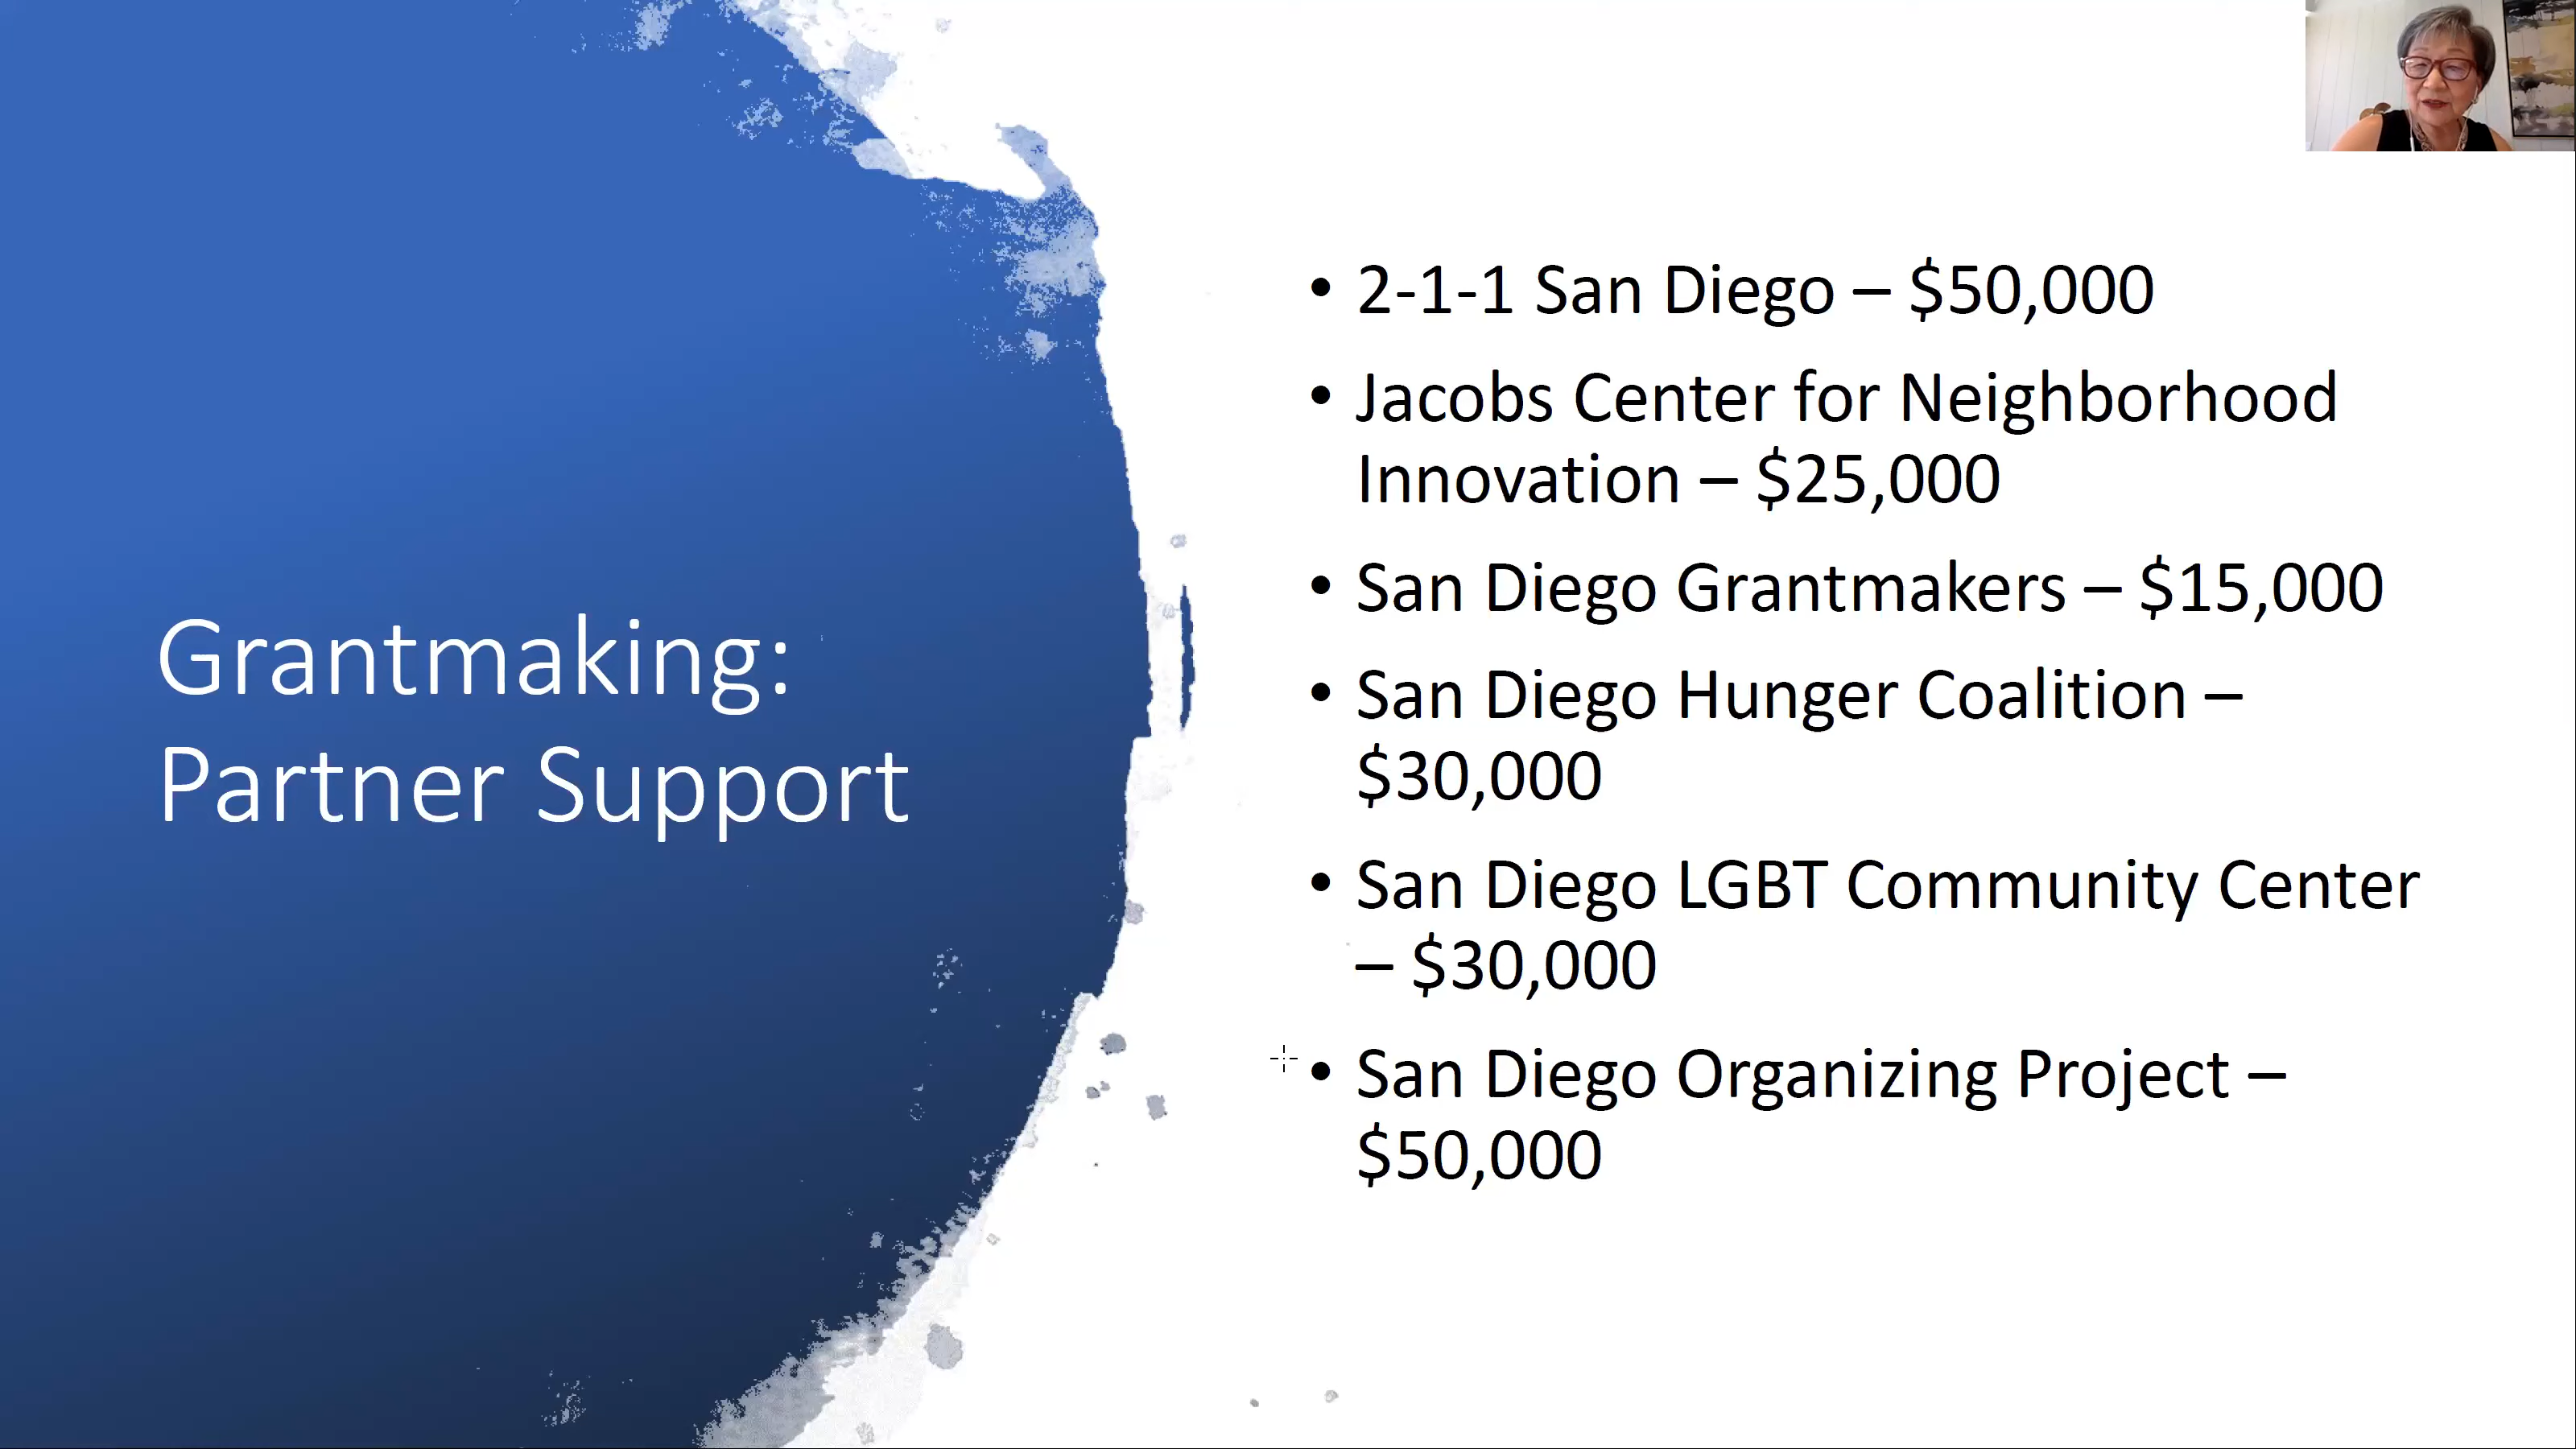 Grantmaking:
Partner Support
• 2-1-1 San Diego – $50,000
• Jacobs Center for Neighborhood
Innovation – $25,000
• San Diego Grantmakers – $15,000
• San Diego Hunger Coalition –
$30,000
• San Diego LGBT Community Center
– $30,000
• San Diego Organizing Project –
$50,000